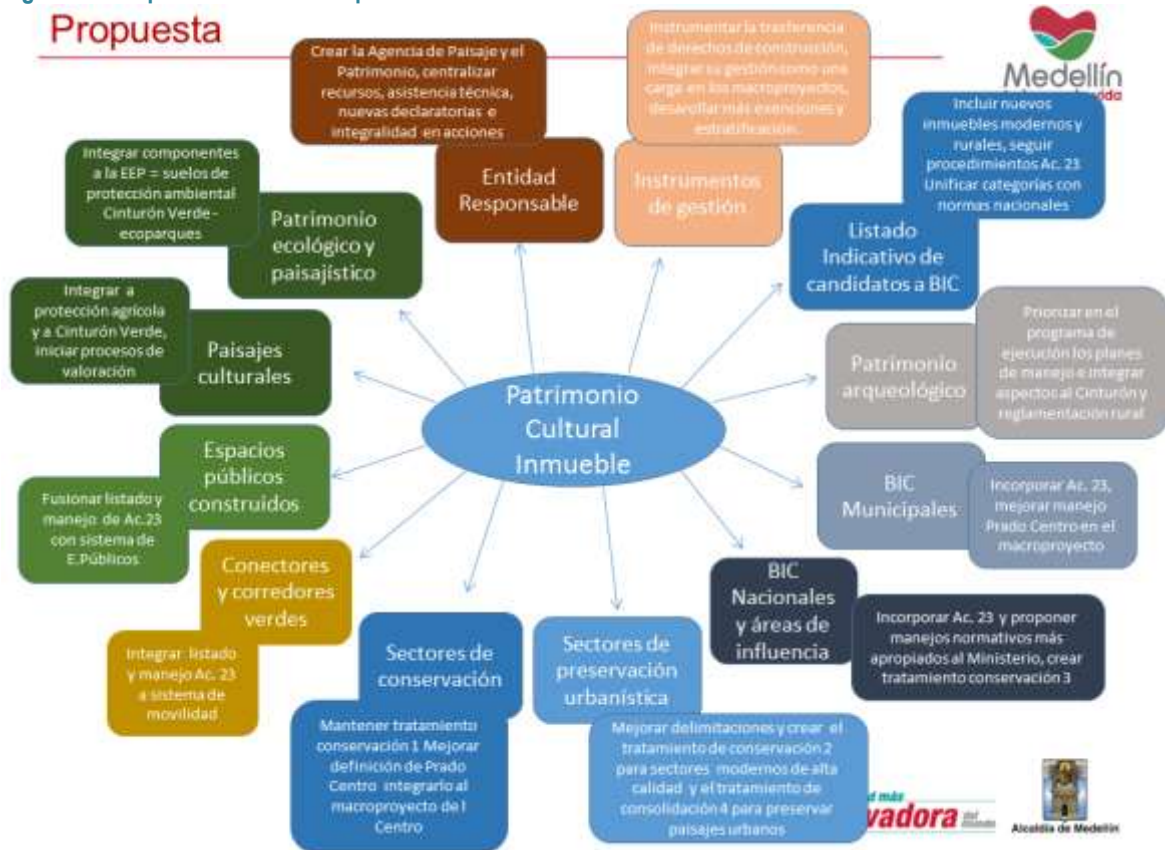 Propuesta
Medellín
vida
Crear la Agencia de Paisaje y el
Patrimonio, centralizar
recursos, asistencia técnica,
nuevas declaratorias e
integralidad en acciones
Entidad
Responsable
Instrumentar la trasferencia
de derechos de construcción,
integrar su gestión como una
carga en los macroproyectos,
desarollar más exenciones y
estratificación.
Instrumentos
de gestión
Incluir nuevos
inmuebles modernos y
rurales, seguir
procedimientos Ac. 23
Unificar categorías con
normas nacionales
Listado
Indicativo de
candidatos a BIC
Integrar componentes
a la EEP = suelos de
protección ambiental
Cinturón Verde-
ecoparques
Patrimonio
ecológico y
paisajístico
Priorizar en el
programa de
ejecución los planes
de manejo e integrar
aspectos al Cinturón y
reglamentación rural
Patrimonio
arqueológico
Integrar a
protección agrícola
y a Cinturón Verde,
iniciar procesos de
valoración
Paisajes
culturales
Patrimonio
Cultural
Inmueble
Espacios
públicos
construidos
Fusionar listado y
manejo de Ac.23
con sistema de
E.Públicos
BIC
Municipales
Incorporar Ac. 23,
mejorar manejo
Prado Centro en el
macroproyecto
Conectores
y corredores
verdes
Integrar listado
y manejo Ac. 23
a sistema de
movilidad
BIC
Nacionales
y áreas de
influencia
Incorporar Ac. 23 y proponer
manejos normativos más
apropiados al Ministerio, crear
tratamiento conservación 3
Sectores de
conservación
Mantener tratamiento
conservación 1 Mejorar
definición de Prado
Centro integrarlo al
macroproyecto de l
Centro
Sectores de
preservación
urbanística
Mejorar delimitaciones y crear el
tratamiento de conservación 2
para sectores modernos de alta
calidad y el tratamiento de
consolidación 4 para preservar
paisajes urbanos
d más
vadora
Alcaldía de Medellín